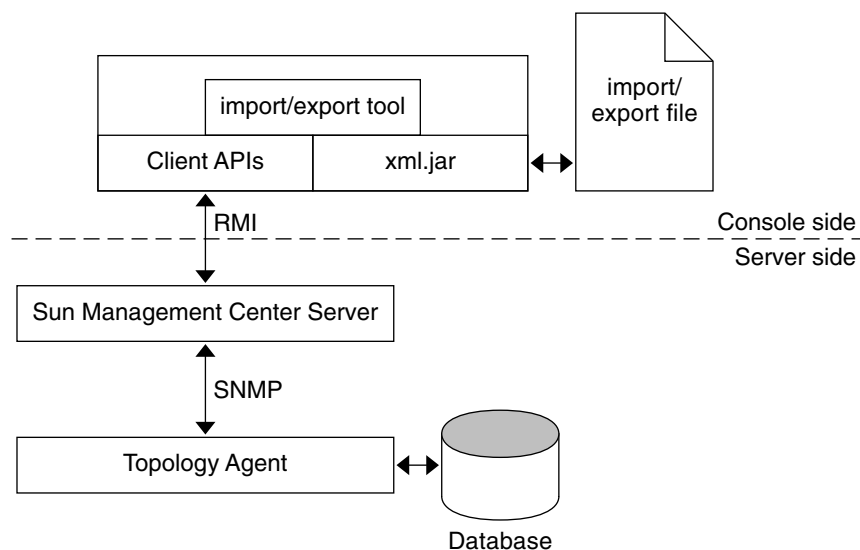 import/export tool
Client APIs
xml.jar
import/
export file
RMI
Console side
Server side
Sun Management Center Server
SNMP
Topology Agent
Database